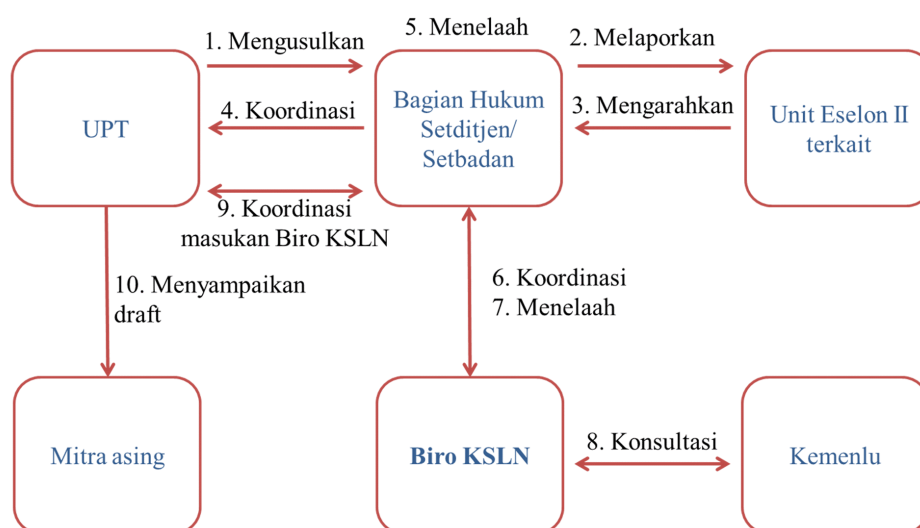 5. Menelaah
1. Mengusulkan
2. Melaporkan
UPT
4. Koordinasi
Bagian Hukum
Setditjen/
Setbadan
3. Mengarahkan
Unit Eselon II
terkait
9. Koordinasi
masukan Biro KSLN
10. Menyampaikan
draft
6. Koordinasi
7. Menelaah
Mitra asing
Biro KSLN
8. Konsultasi
Kemenlu